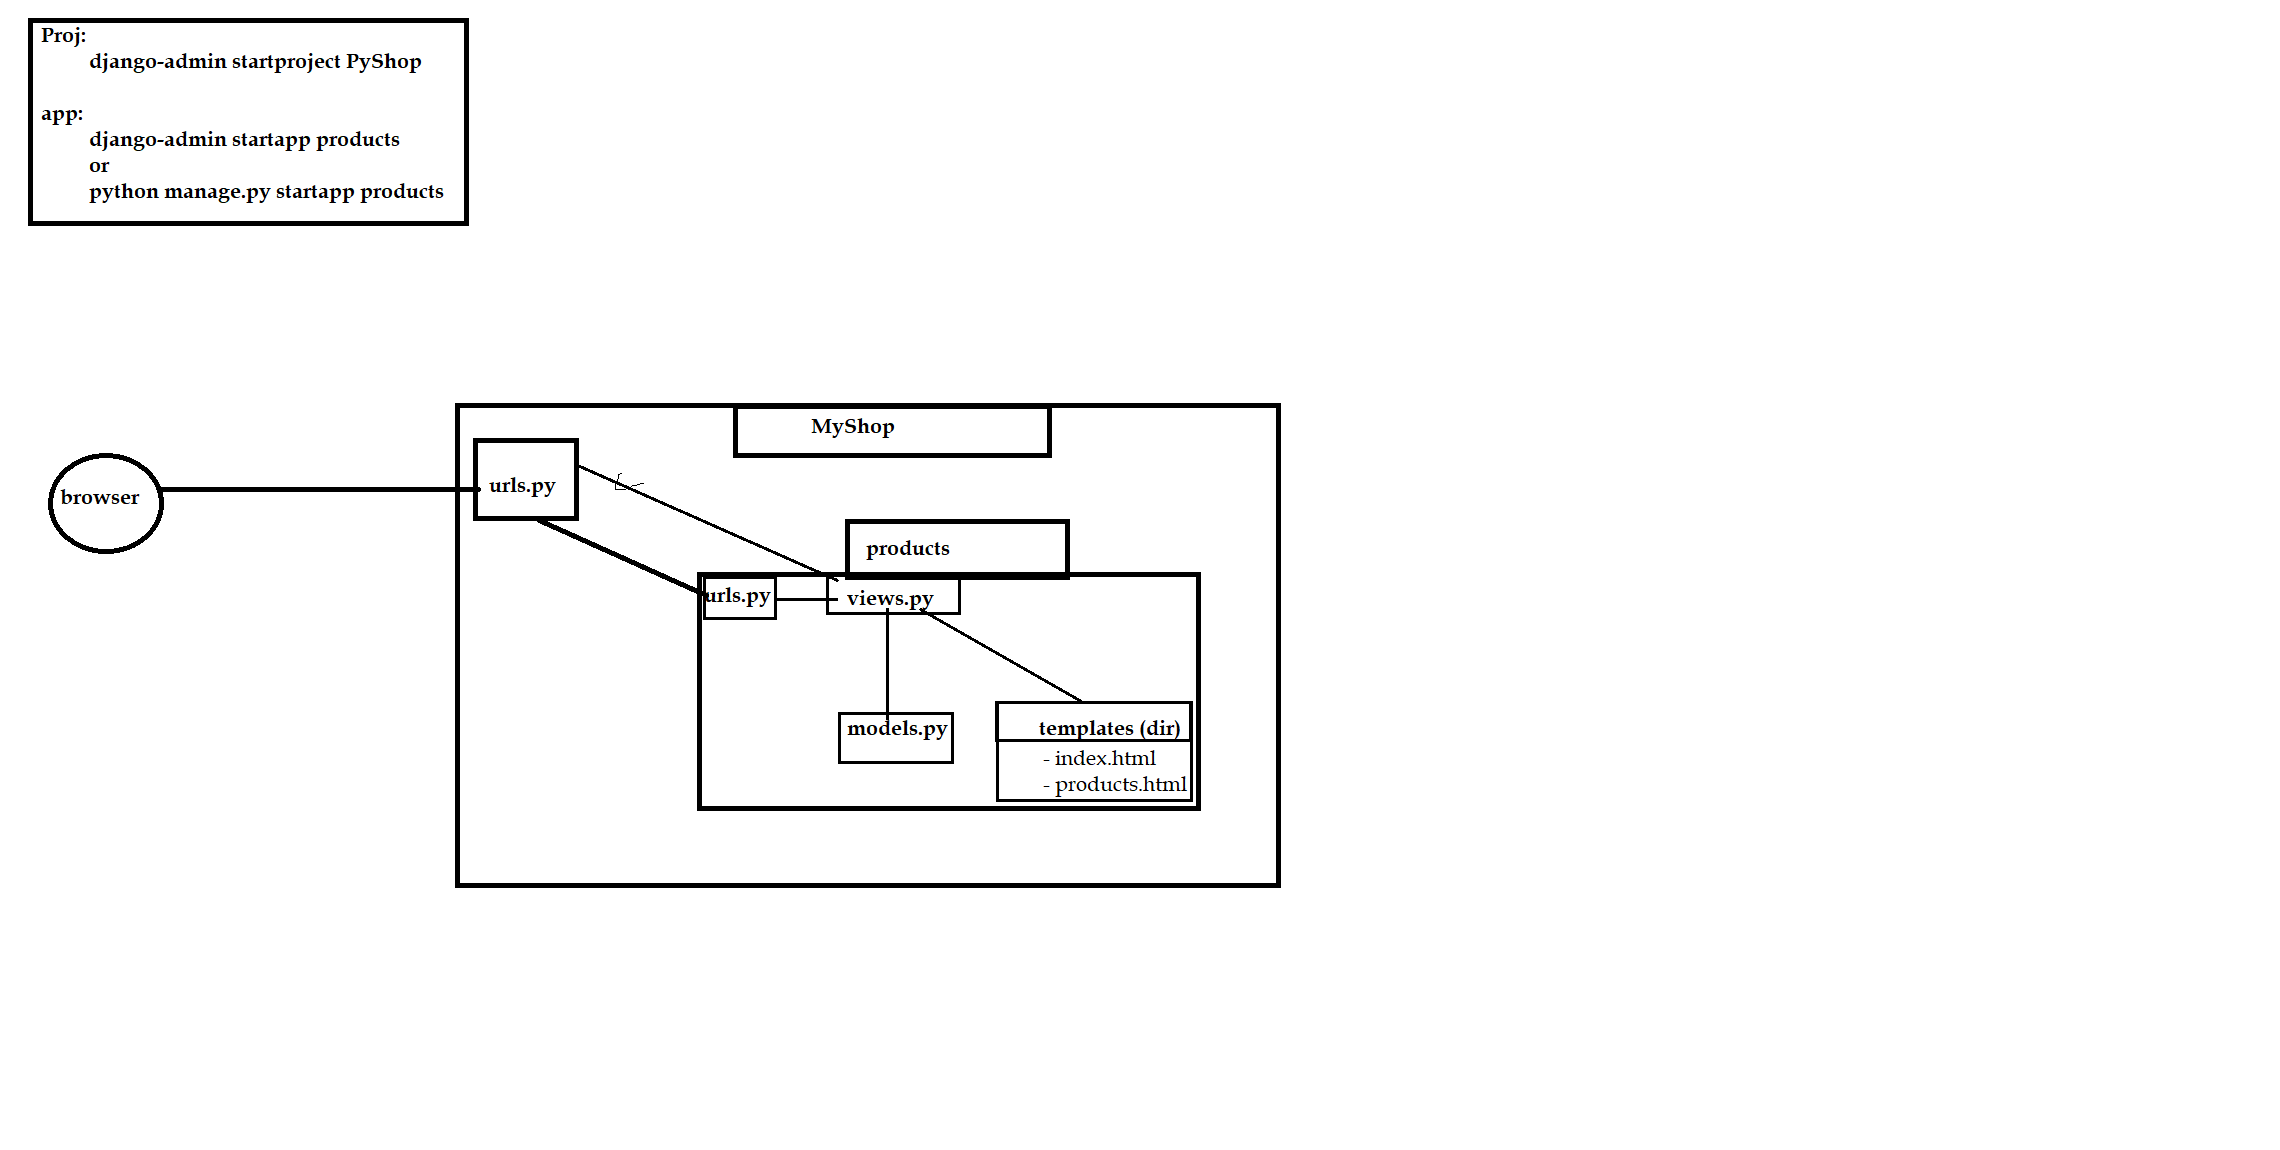 Proj:
django-admin startproject PyShop
app:
django-admin startapp products
or
python manage.py startapp products
MyShop
browser
urls.py
products
urls.py
views.py
models.py
templates (dir)
- index.html
- products.html